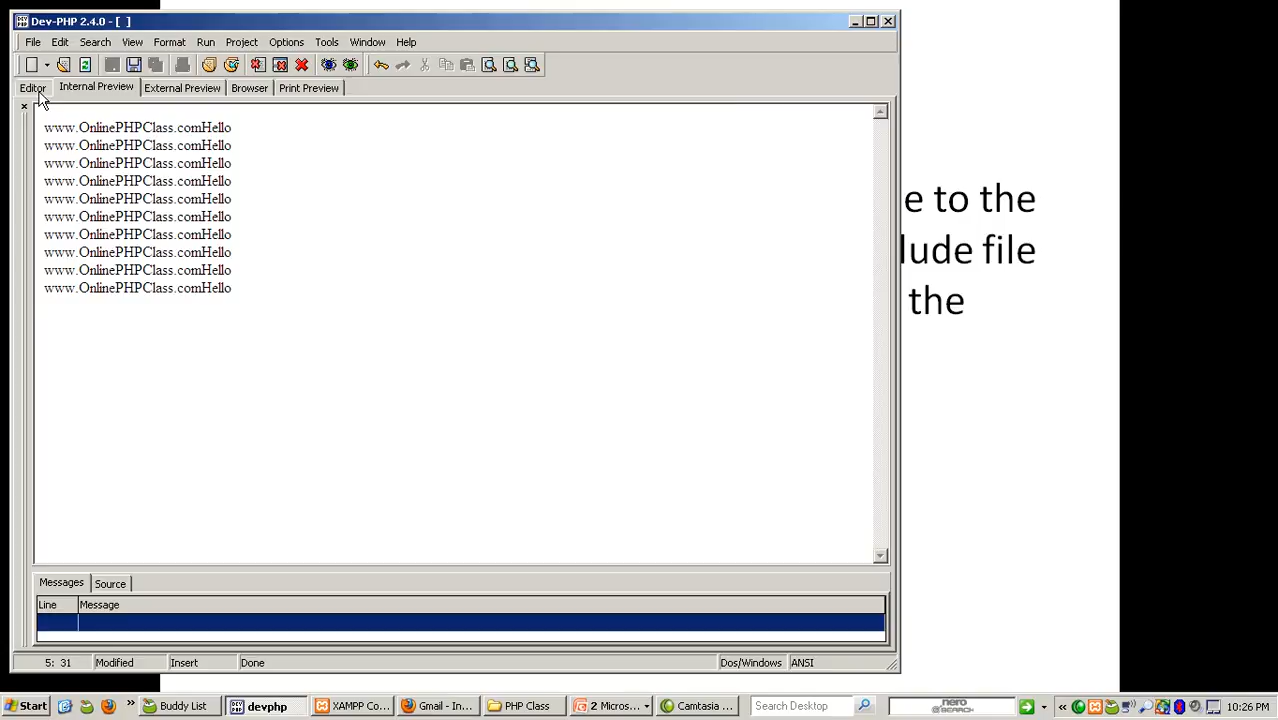 Dev-PHP 2.4.0 - [ ]
File Edit Search View Format Run Project Options Tools Window Help
Editor Internal Preview External Preview Browser Print Preview
www.OnlinePHPClass.comHello
www.OnlinePHPClass.comHello
www.OnlinePHPClass.comHello
www.OnlinePHPClass.comHello
www.OnlinePHPClass.comHello
www.OnlinePHPClass.comHello
www.OnlinePHPClass.comHello
www.OnlinePHPClass.comHello
www.OnlinePHPClass.comHello
www.OnlinePHPClass.comHello
e to the
lude file
the
Messages Source
Line Message
5: 31 Modified Insert Done Dos/Windows ANSI
Start Buddy List devphp XAMPP Co... Gmail - I... PHP Class 2 Micros... Camtasia ... Search Desktop nero SEARCH 10:26 PM